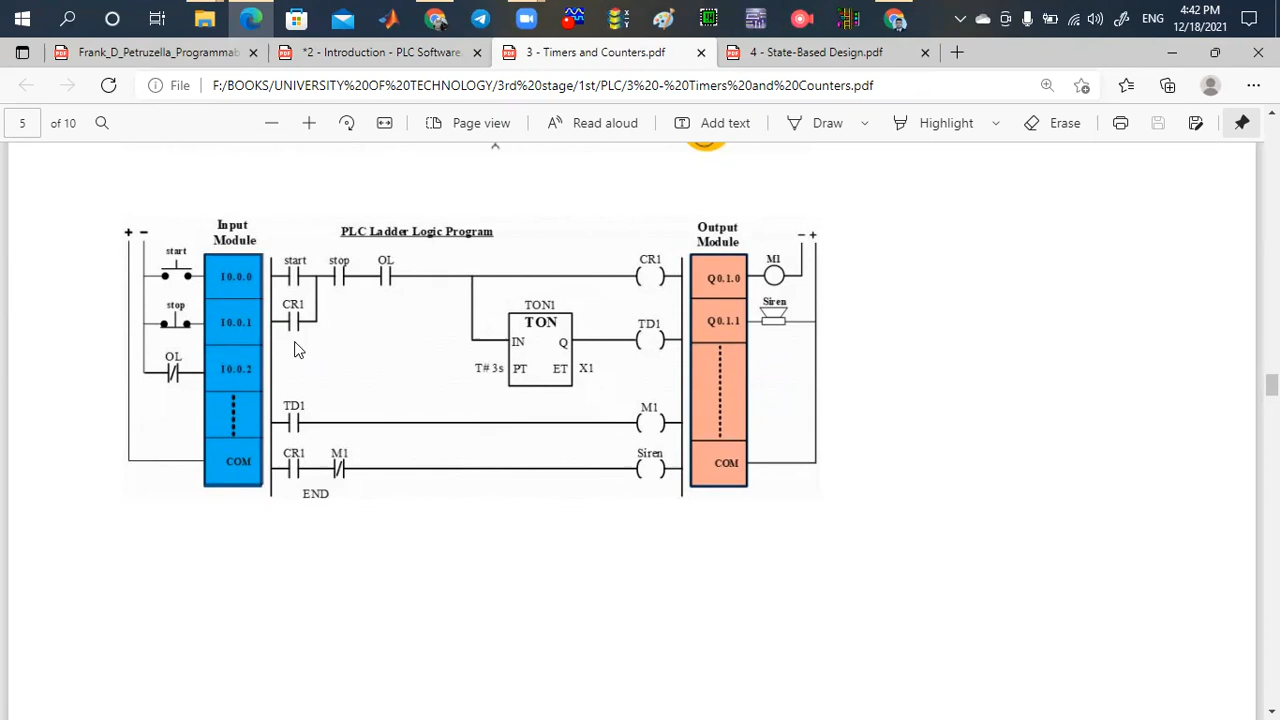 4:42 PM
ENG
12/18/2021
Frank_D_Petruzella_Programmab
*2 - Introduction - PLC Software
3 - Timers and Counters.pdf
4 - State-Based Design.pdf
File
F:/BOOKS/UNIVERSITY%20OF%20TECHNOLOGY/3rd%20stage/1st/PLC/3%20-%20Timers%20and%20Counters.pdf
5 of 10
Page view
Read aloud
Add text
Draw
Highlight
Erase
Input
Module
PLC Ladder Logic Program
Output
Module
+ -
- +
start
I0.0.0
start
stop
OL
CR1
Q0.1.0
M1
stop
I0.0.1
CR1
TON1
TON
TD1
Q0.1.1
Siren
IN
Q
OL
I0.0.2
T# 3s
PT
ET
X1
TD1
M1
COM
CR1
M1
Siren
COM
END